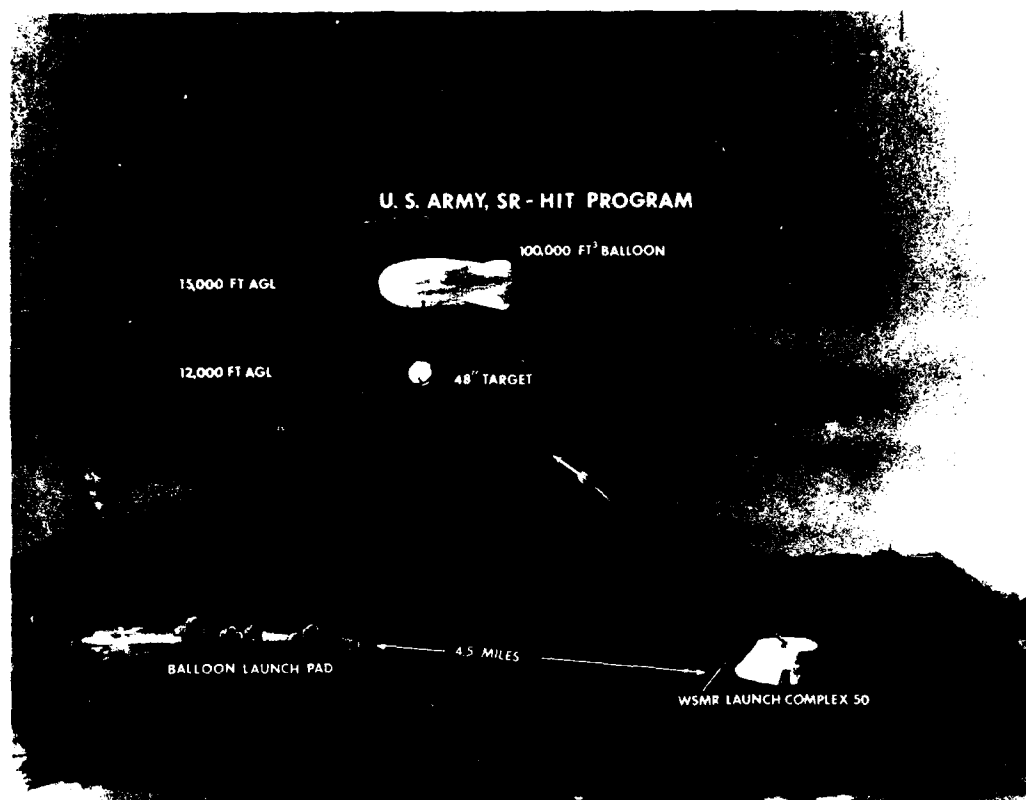 U. S. ARMY, SR - HIT PROGRAM
100,000 FT³ BALLOON
15,000 FT AGL
12,000 FT AGL
48" TARGET
4.5 MILES
BALLOON LAUNCH PAD
WSMR LAUNCH COMPLEX 50